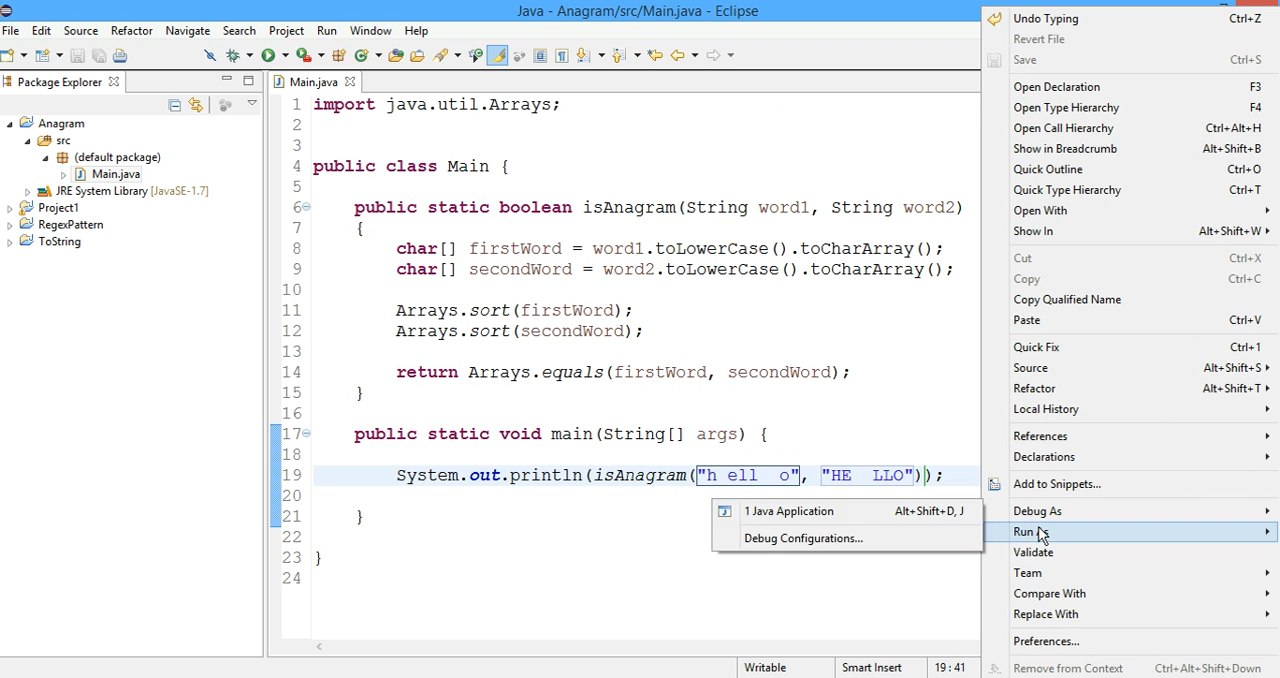 Java - Anagram/src/Main.java - Eclipse
File Edit Source Refactor Navigate Search Project Run Window Help
Package Explorer
Anagram
src
(default package)
Main.java
JRE System Library [JavaSE-1.7]
Project1
RegexPattern
ToString
Main.java
1 import java.util.Arrays;
2
3
4 public class Main {
5
6 public static boolean isAnagram(String word1, String word2)
7 {
8 char[] firstWord = word1.toLowerCase().toCharArray();
9 char[] secondWord = word2.toLowerCase().toCharArray();
10
11 Arrays.sort(firstWord);
12 Arrays.sort(secondWord);
13
14 return Arrays.equals(firstWord, secondWord);
15 }
16
17 public static void main(String[] args) {
18
19 System.out.println(isAnagram("h ell  o", "HE  LLO"));
20
21 }
22
23 }
24
1 Java Application Alt+Shift+D, J
Debug Configurations...
Undo Typing Ctrl+Z
Revert File
Save Ctrl+S
Open Declaration F3
Open Type Hierarchy F4
Open Call Hierarchy Ctrl+Alt+H
Show in Breadcrumb Alt+Shift+B
Quick Outline Ctrl+O
Quick Type Hierarchy Ctrl+T
Open With
Show In Alt+Shift+W
Cut Ctrl+X
Copy Ctrl+C
Copy Qualified Name
Paste Ctrl+V
Quick Fix Ctrl+1
Source Alt+Shift+S
Refactor Alt+Shift+T
Local History
References
Declarations
Add to Snippets...
Debug As
Run As
Validate
Team
Compare With
Replace With
Preferences...
Remove from Context Ctrl+Alt+Shift+Down
Writable Smart Insert 19:41